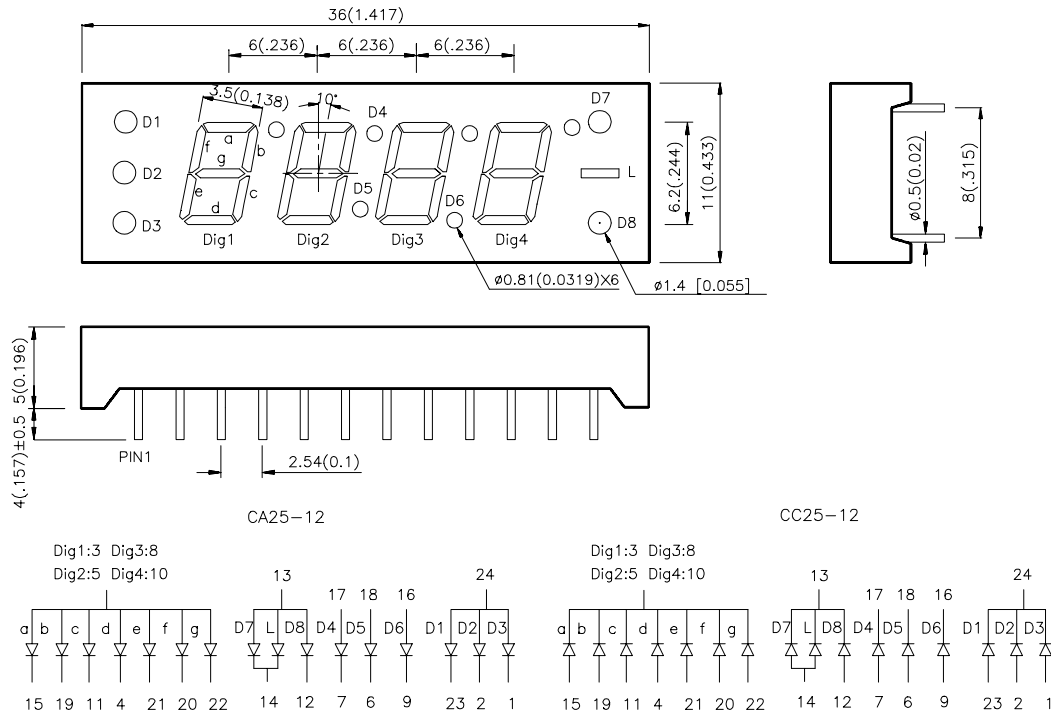 36(1.417)
6(.236) 6(.236) 6(.236)
3.5(0.138) 10°
D1 D4 D7
a f b g
D2 L
e c d D5
D3 D6 D8
Dig1 Dig2 Dig3 Dig4
6.2(.244)
11(0.433)
ø0.5(0.02)
8(.315)
ø0.81(0.0319)X6 ø1.4 [0.055]
5(0.196)
4(.157)±0.5
PIN1
2.54(0.1)
CA25-12
Dig1:3 Dig3:8
Dig2:5 Dig4:10
13 24
17 18 16
a b c d e f g D7 L D8 D4 D5 D6 D1 D2 D3
15 19 11 4 21 20 22 14 12 7 6 9 23 2 1
CC25-12
Dig1:3 Dig3:8
Dig2:5 Dig4:10
13 24
17 18 16
a b c d e f g D7 L D8 D4 D5 D6 D1 D2 D3
15 19 11 4 21 20 22 14 12 7 6 9 23 2 1